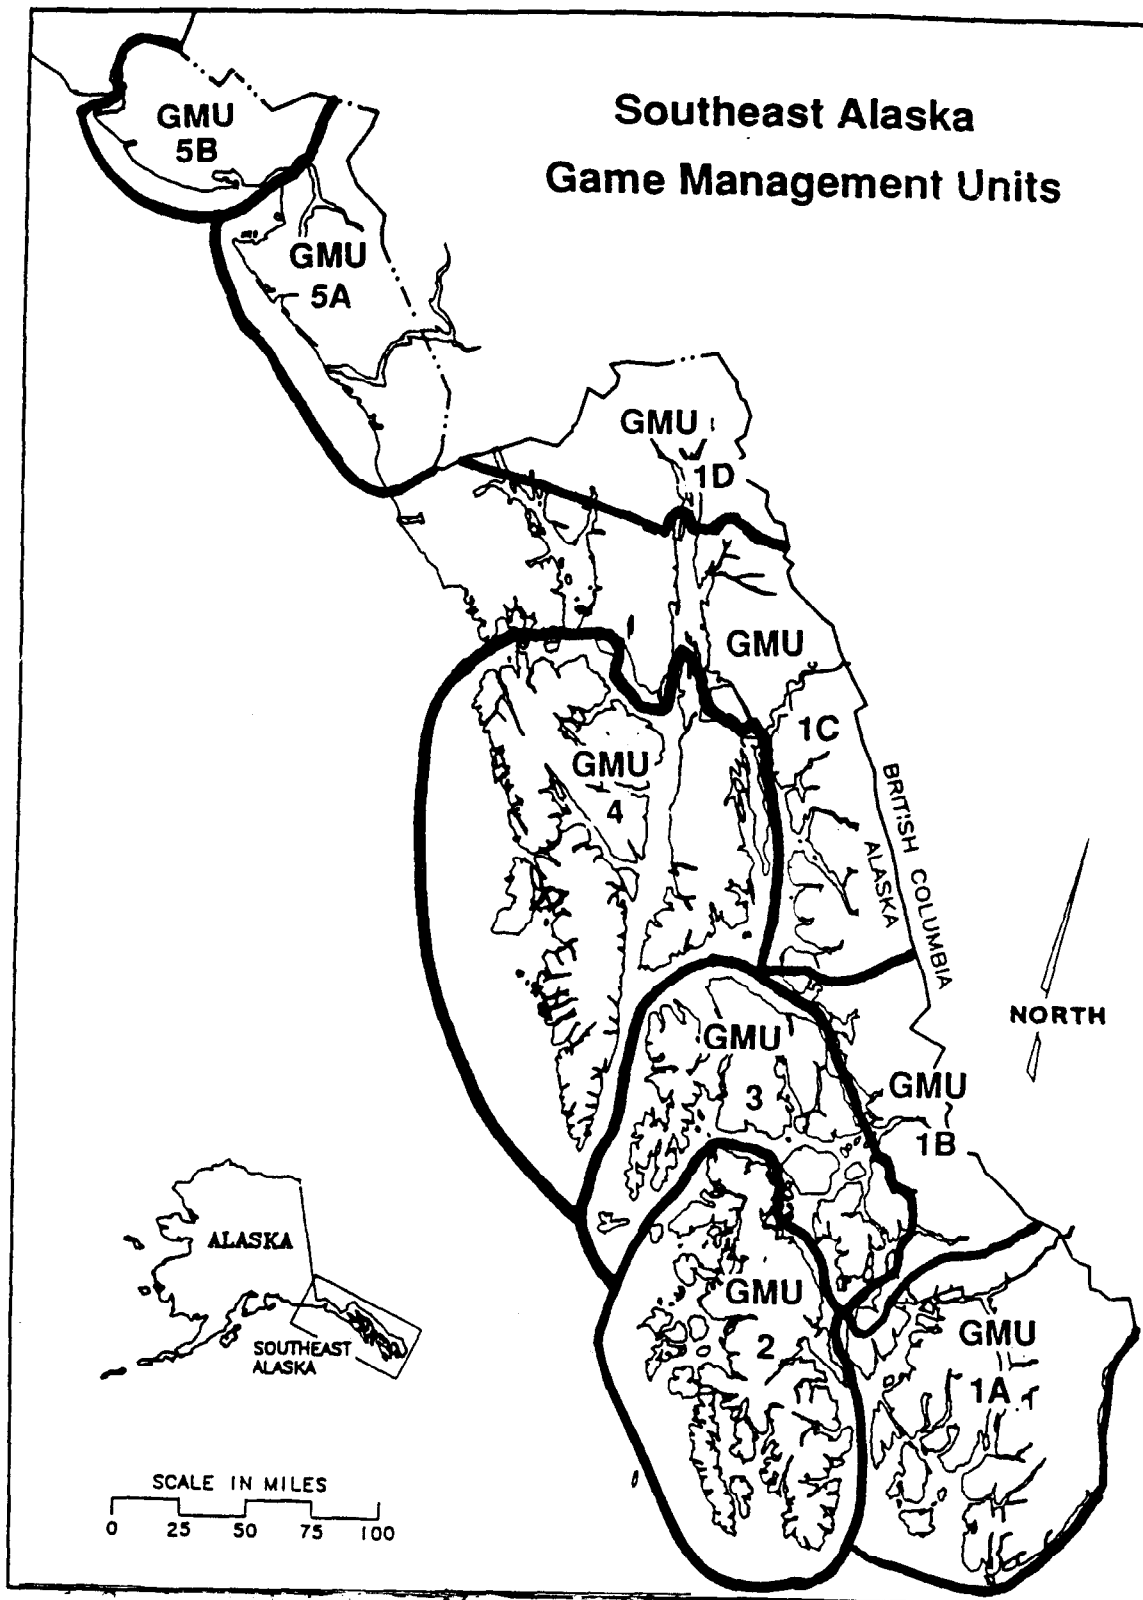 Southeast Alaska
Game Management Units
GMU
5B
GMU
5A
GMU
1D
GMU
1C
GMU
4
BRITISH COLUMBIA
ALASKA
NORTH
GMU
3
GMU
1B
GMU
2
GMU
1A
ALASKA
SOUTHEAST
ALASKA
SCALE IN MILES
0 25 50 75 100